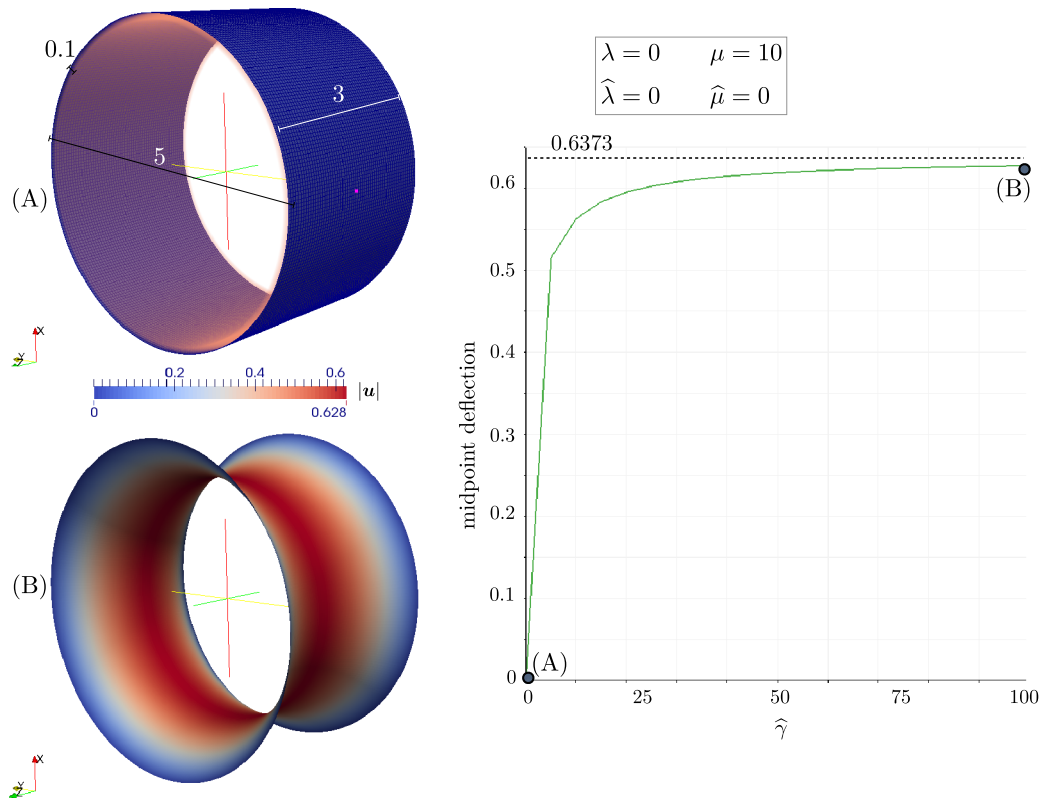 0.1
3
5
(A)
X
Y
Z
0.2 0.4 0.6
|u|
0 0.628
(B)
X
Y
Z
λ = 0 μ = 10
λ̂ = 0 μ̂ = 0
0.6373
0.6
(B)
0.5
0.4
midpoint deflection
0.3
0.2
0.1
(A)
0
0 25 50 75 100
γ̂